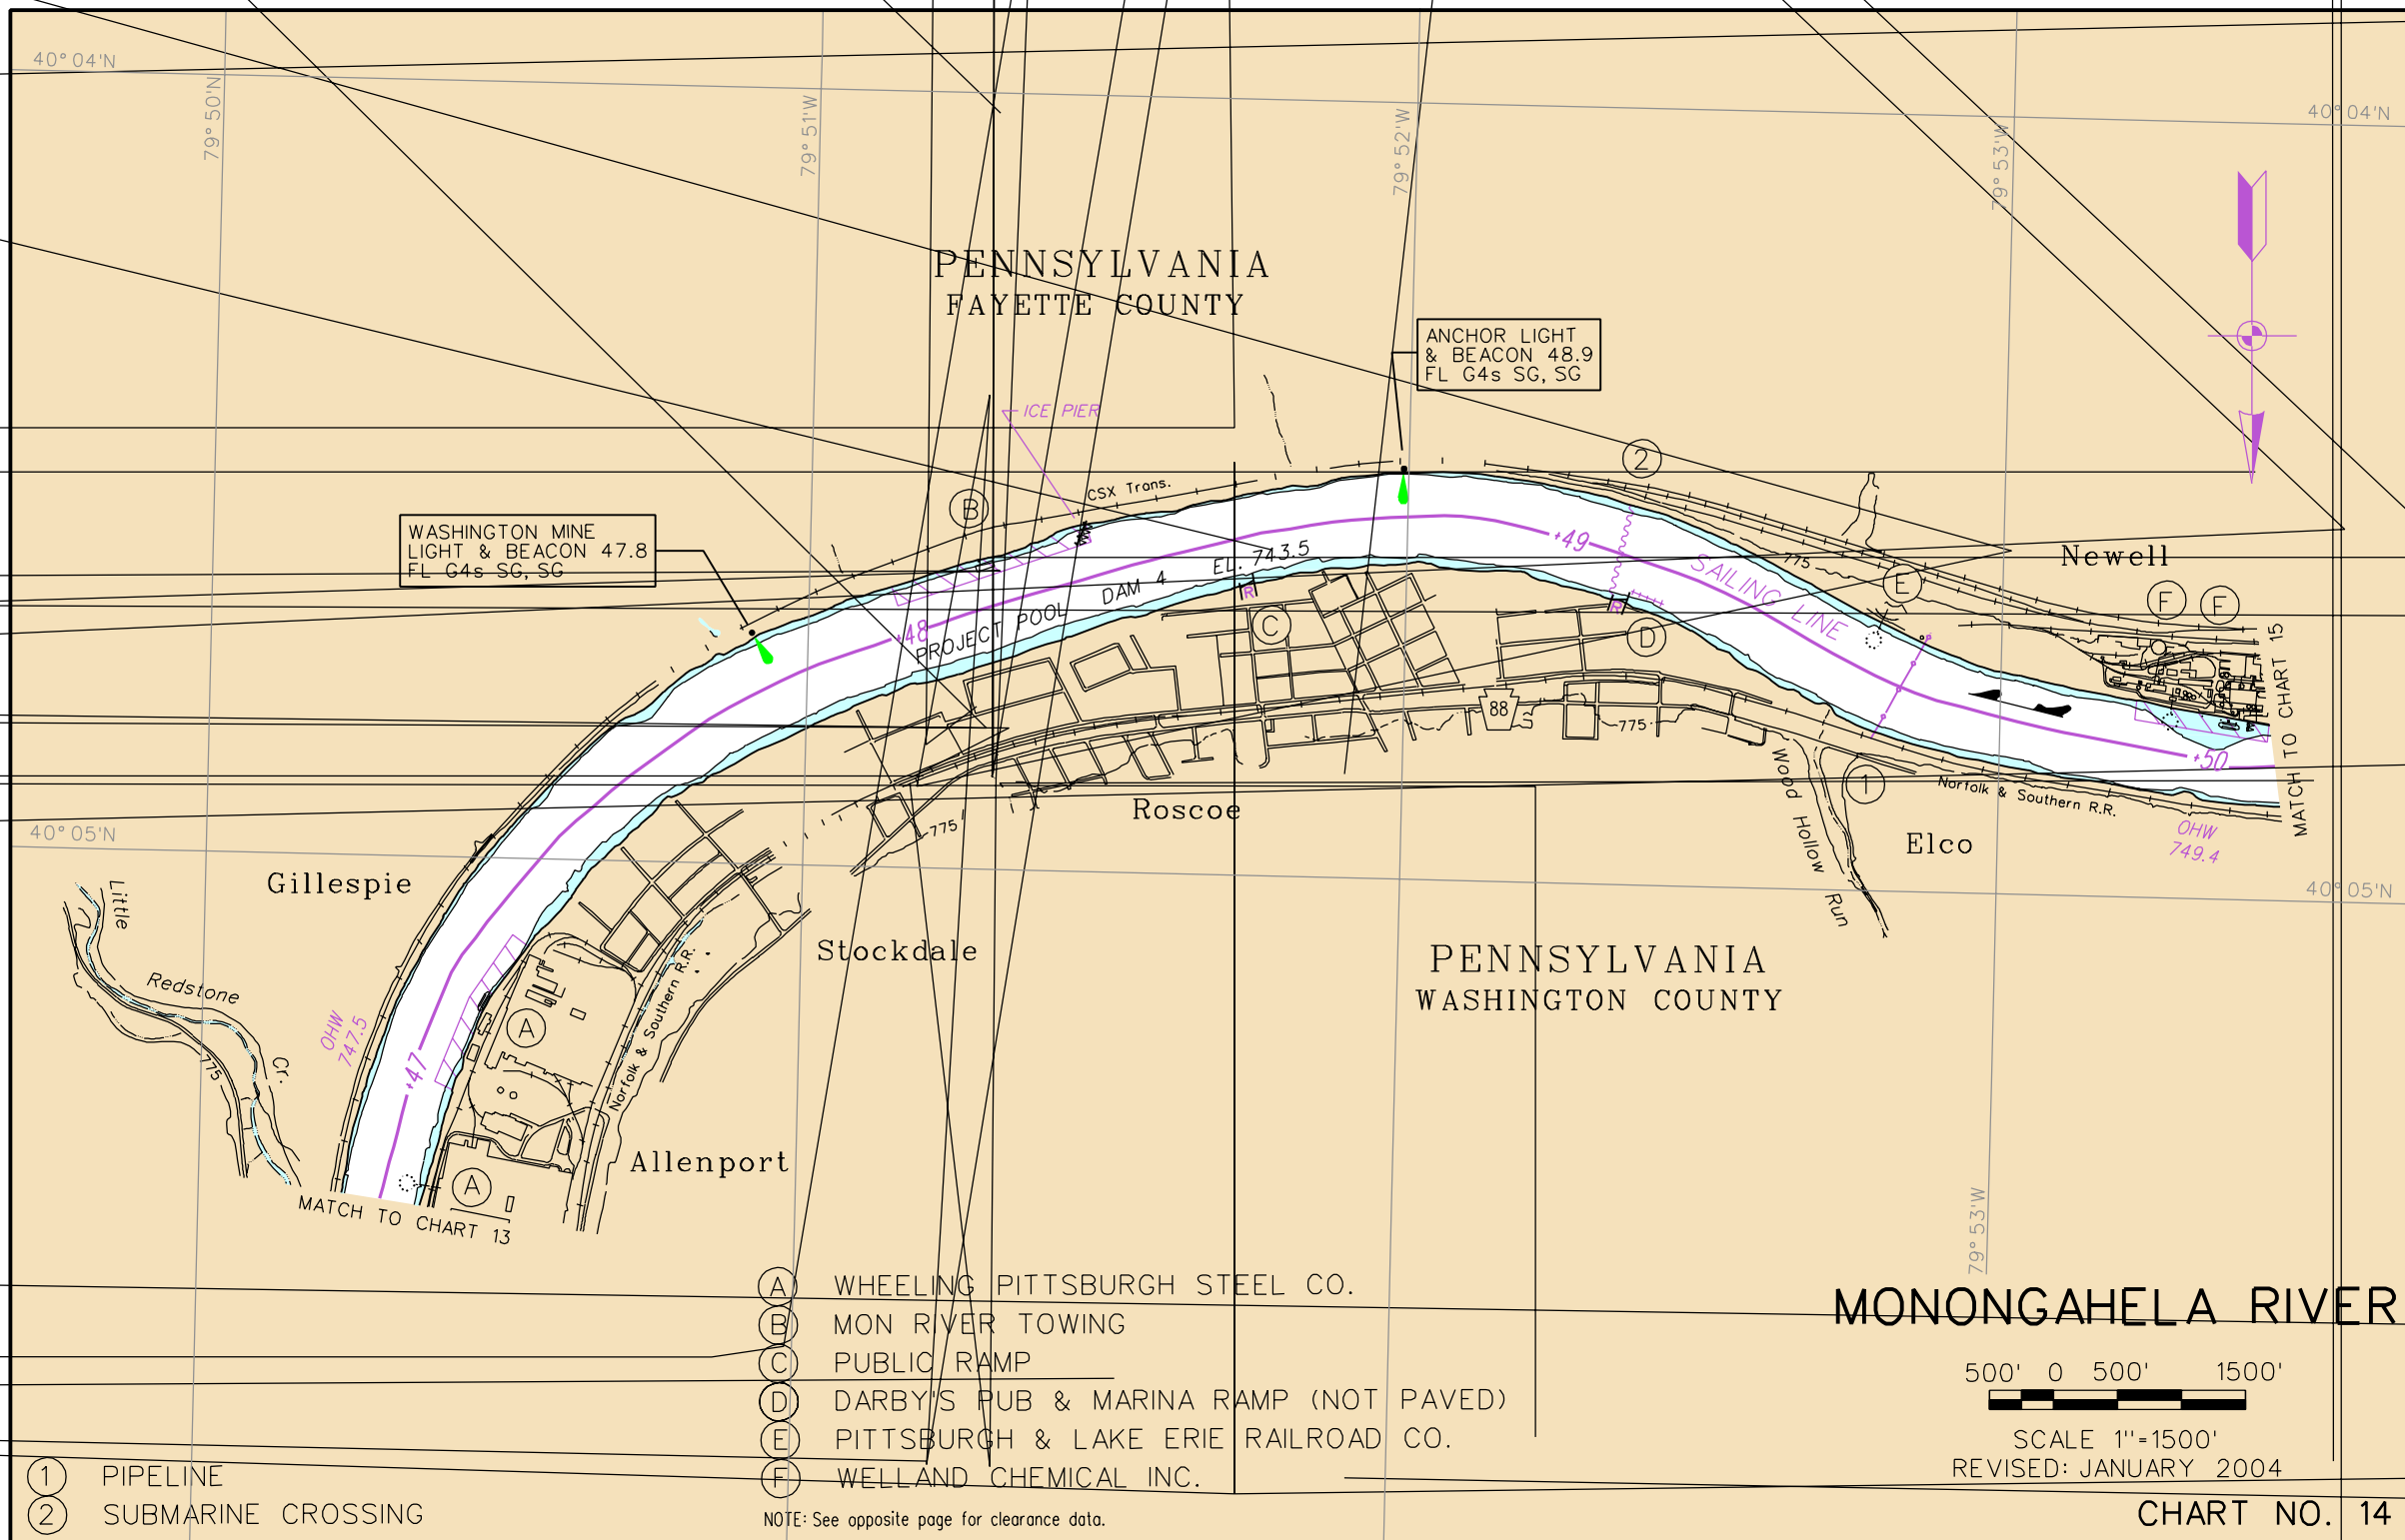 40° 04'N
40° 04'N
79° 50'N
79° 51'W
79° 52'W
79° 53'W
PENNSYLVANIA
FAYETTE COUNTY
ANCHOR LIGHT
& BEACON 48.9
FL G4s SG, SG
ICE PIER
2
CSX Trans.
B
WASHINGTON MINE
LIGHT & BEACON 47.8
FL G4s SG, SG
+49
EL. 743.5
DAM 4
PROJECT POOL
+48
R
C
R
D
SAILING LINE
775
E
Newell
F
F
MATCH TO CHART 15
88
775
+50
Wood Hollow Run
1
Norfolk & Southern R.R.
OHW
749.4
Elco
Roscoe
775
40° 05'N
40° 05'N
Gillespie
Little
Redstone
Cr.
775
OHW
747.5
+47
Stockdale
A
Norfolk & Southern R.R.
PENNSYLVANIA
WASHINGTON COUNTY
Allenport
A
MATCH TO CHART 13
79° 53'W
A WHEELING PITTSBURGH STEEL CO.
B MON RIVER TOWING
C PUBLIC RAMP
D DARBY'S PUB & MARINA RAMP (NOT PAVED)
E PITTSBURGH & LAKE ERIE RAILROAD CO.
F WELLAND CHEMICAL INC.
1 PIPELINE
2 SUBMARINE CROSSING
NOTE: See opposite page for clearance data.
MONONGAHELA RIVER
500' 0 500' 1500'
SCALE 1"=1500'
REVISED: JANUARY 2004
CHART NO. 14